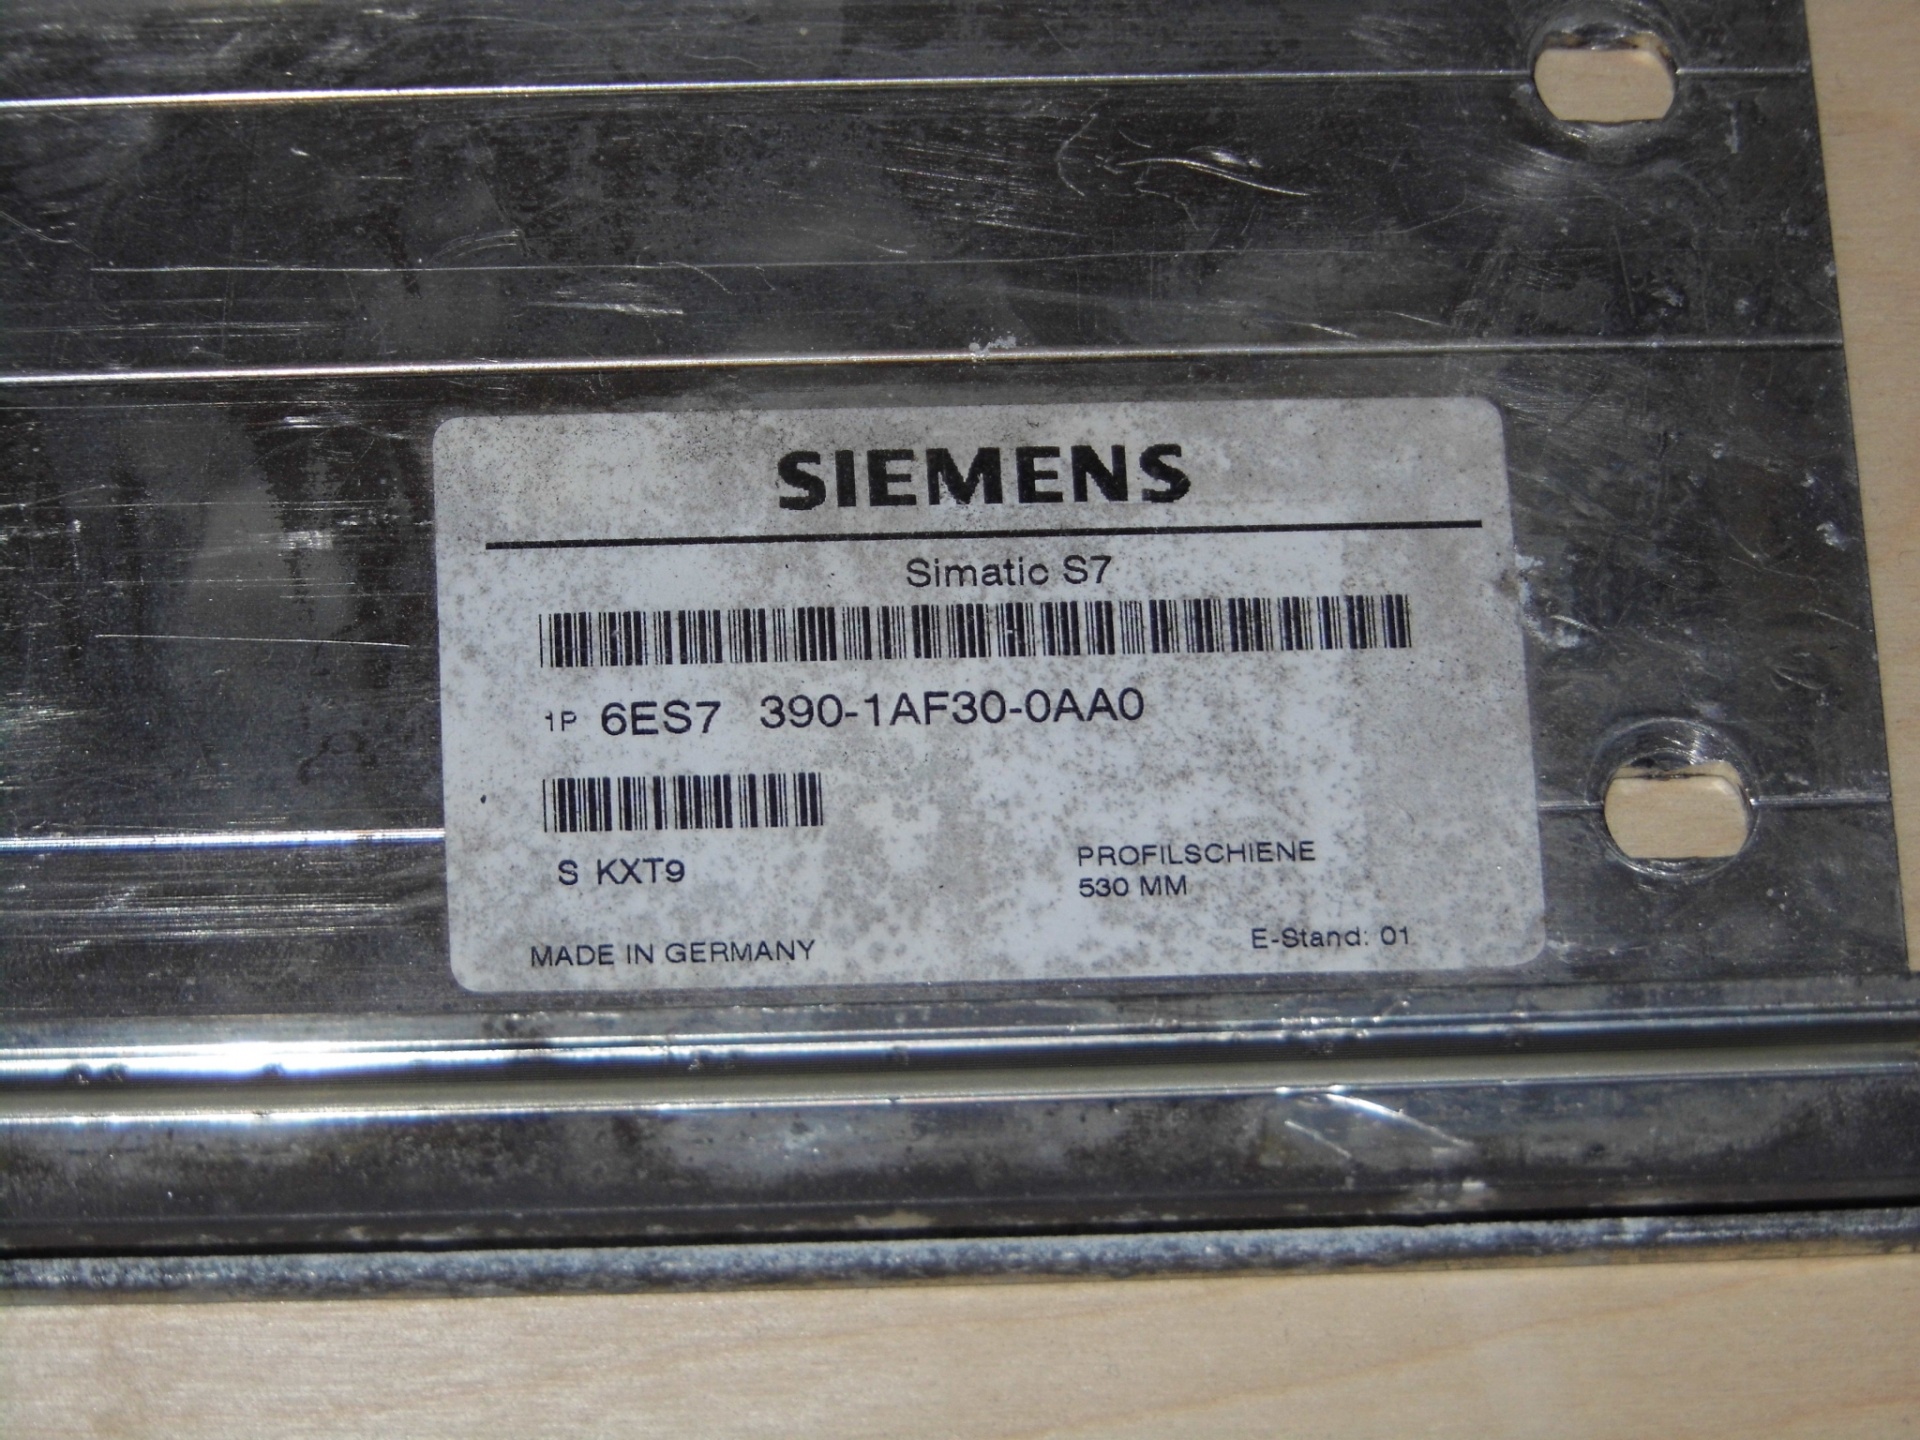 SIEMENS
Simatic S7
1P 6ES7 390-1AF30-0AA0
S KXT9
PROFILSCHIENE
530 MM
MADE IN GERMANY
E-Stand: 01